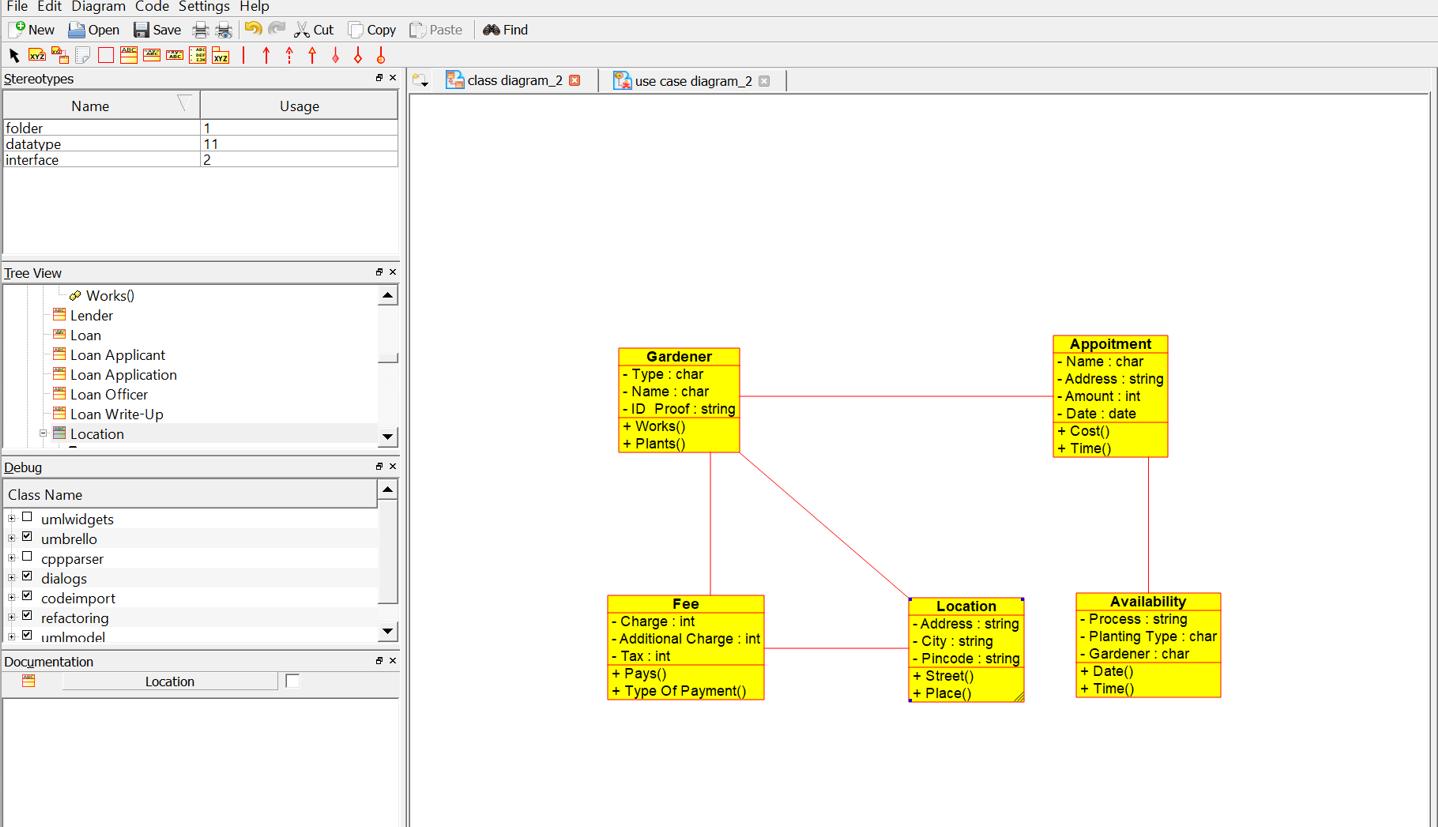 File Edit Diagram Code Settings Help
New Open Save Cut Copy Paste Find
Stereotypes
Name Usage
folder 1
datatype 11
interface 2
Tree View
Works()
Lender
Loan
Loan Applicant
Loan Application
Loan Officer
Loan Write-Up
Location
Debug
Class Name
umlwidgets
umbrello
cppparser
dialogs
codeimport
refactoring
umlmodel
Documentation
Location
class diagram_2 use case diagram_2
Gardener
- Type : char
- Name : char
- ID_Proof : string
+ Works()
+ Plants()
Appoitment
- Name : char
- Address : string
- Amount : int
- Date : date
+ Cost()
+ Time()
Fee
- Charge : int
- Additional Charge : int
- Tax : int
+ Pays()
+ Type Of Payment()
Location
- Address : string
- City : string
- Pincode : string
+ Street()
+ Place()
Availability
- Process : string
- Planting Type : char
- Gardener : char
+ Date()
+ Time()